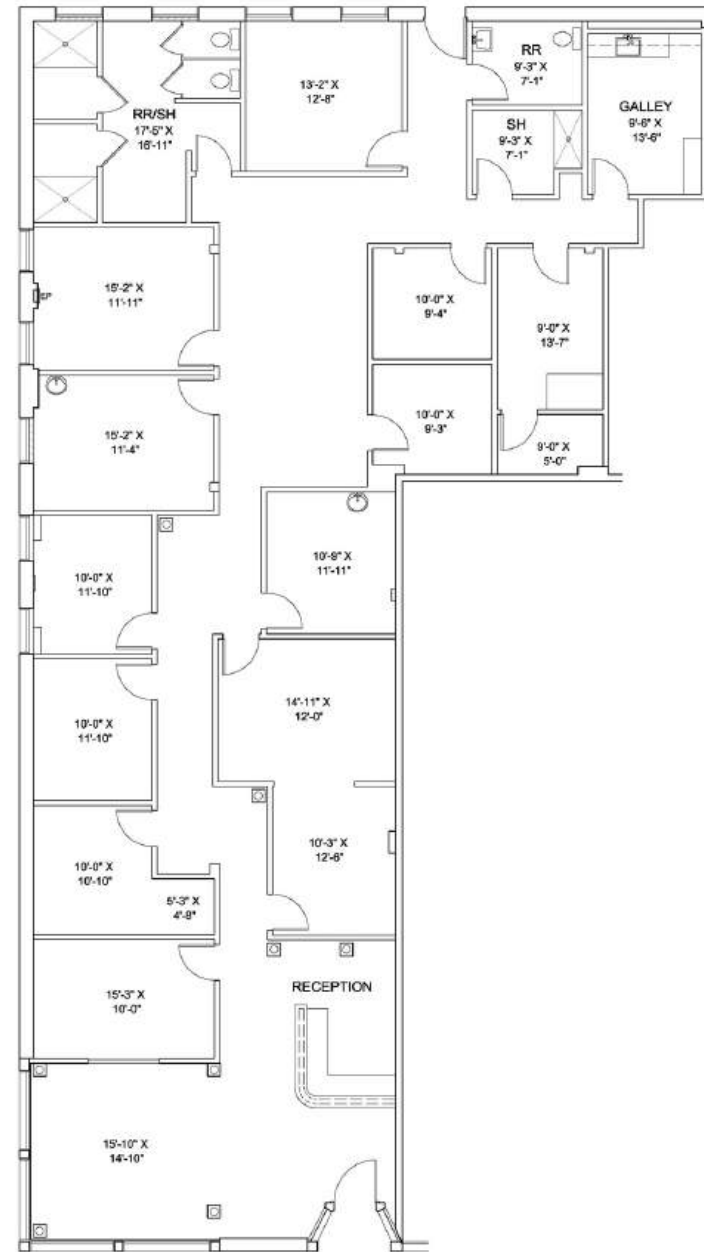 RR
9'-3" X
7'-1"
13'-2" X
12'-8"
GALLEY
9'-6" X
13'-6"
RR/SH
17'-5" X
16'-11"
SH
9'-3" X
7'-1"
15'-2" X
11'-11"
10'-0" X
9'-4"
9'-0" X
13'-7"
15'-2" X
11'-4"
10'-0" X
9'-3"
9'-0" X
5'-0"
10'-9" X
11'-11"
10'-0" X
11'-10"
14'-11" X
12'-0"
10'-0" X
11'-10"
10'-3" X
12'-6"
10'-0" X
10'-10"
5'-3" X
4'-8"
RECEPTION
15'-3" X
10'-0"
15'-10" X
14'-10"